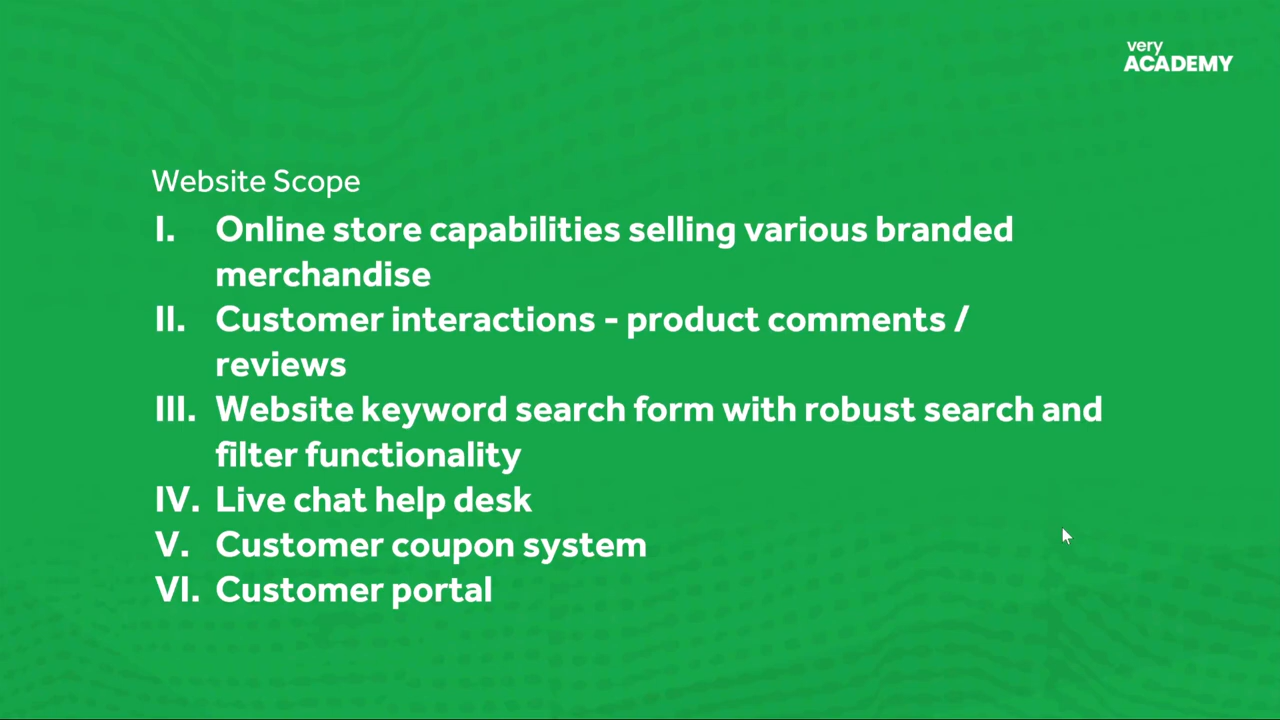 very
ACADEMY
Website Scope
I. Online store capabilities selling various branded
merchandise
II. Customer interactions - product comments /
reviews
III. Website keyword search form with robust search and
filter functionality
IV. Live chat help desk
V. Customer coupon system
VI. Customer portal